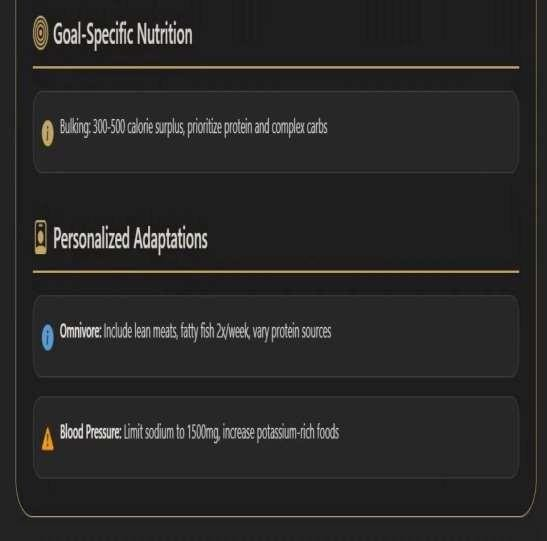 Goal-Specific Nutrition
Bulking: 300-500 calorie surplus, prioritize protein and complex carbs
Personalized Adaptations
Omnivore: Include lean meats, fatty fish 2x/week, vary protein sources
Blood Pressure: Limit sodium to 1500mg, increase potassium-rich foods